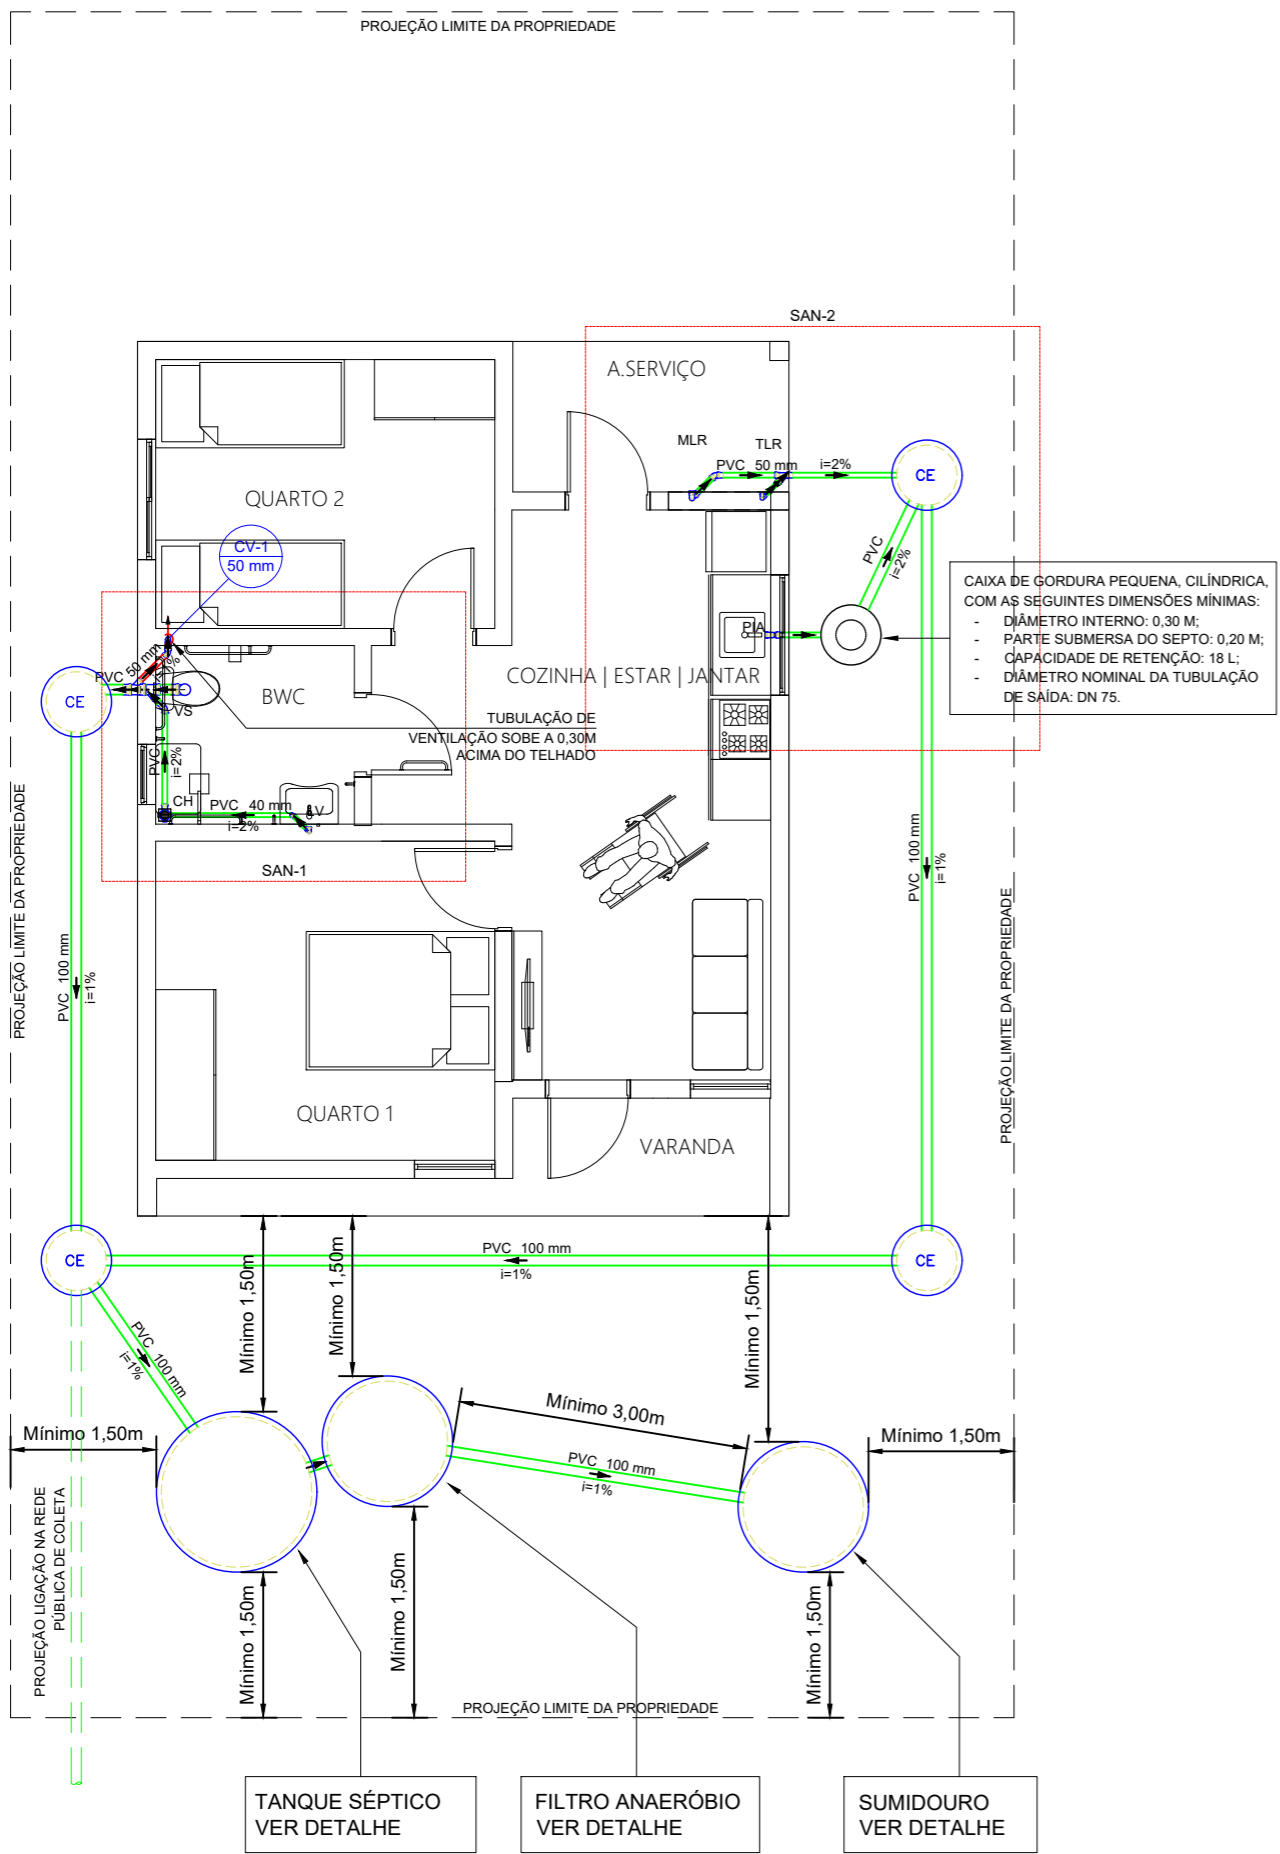 PROJEÇÃO LIMITE DA PROPRIEDADE
SAN-2
A.SERVIÇO
MLR
TLR
PVC 50 mm
i=2%
CE
QUARTO 2
CV-1
50 mm
PVC
i=2%
CAIXA DE GORDURA PEQUENA, CILÍNDRICA,
COM AS SEGUINTES DIMENSÕES MÍNIMAS:
- DIÂMETRO INTERNO: 0,30 M;
- PARTE SUBMERSA DO SEPTO: 0,20 M;
- CAPACIDADE DE RETENÇÃO: 18 L;
- DIÂMETRO NOMINAL DA TUBULAÇÃO
DE SAÍDA: DN 75.
PIA
COZINHA | ESTAR | JANTAR
PVC 50 mm
CE
BWC
VS
TUBULAÇÃO DE
VENTILAÇÃO SOBE A 0,30M
ACIMA DO TELHADO
PVC
i=2%
CH
PVC 40 mm
i=2%
SAN-1
PROJEÇÃO LIMITE DA PROPRIEDADE
PVC 100 mm
i=1%
PVC 100 mm
i=1%
PROJEÇÃO LIMITE DA PROPRIEDADE
QUARTO 1
VARANDA
CE
PVC 100 mm
i=1%
CE
Mínimo 1,50m
Mínimo 1,50m
Mínimo 1,50m
PVC 100 mm
i=1%
Mínimo 1,50m
Mínimo 3,00m
PVC 100 mm
i=1%
Mínimo 1,50m
PROJEÇÃO LIGAÇÃO NA REDE
PÚBLICA DE COLETA
Mínimo 1,50m
Mínimo 1,50m
Mínimo 1,50m
PROJEÇÃO LIMITE DA PROPRIEDADE
TANQUE SÉPTICO
VER DETALHE
FILTRO ANAERÓBIO
VER DETALHE
SUMIDOURO
VER DETALHE